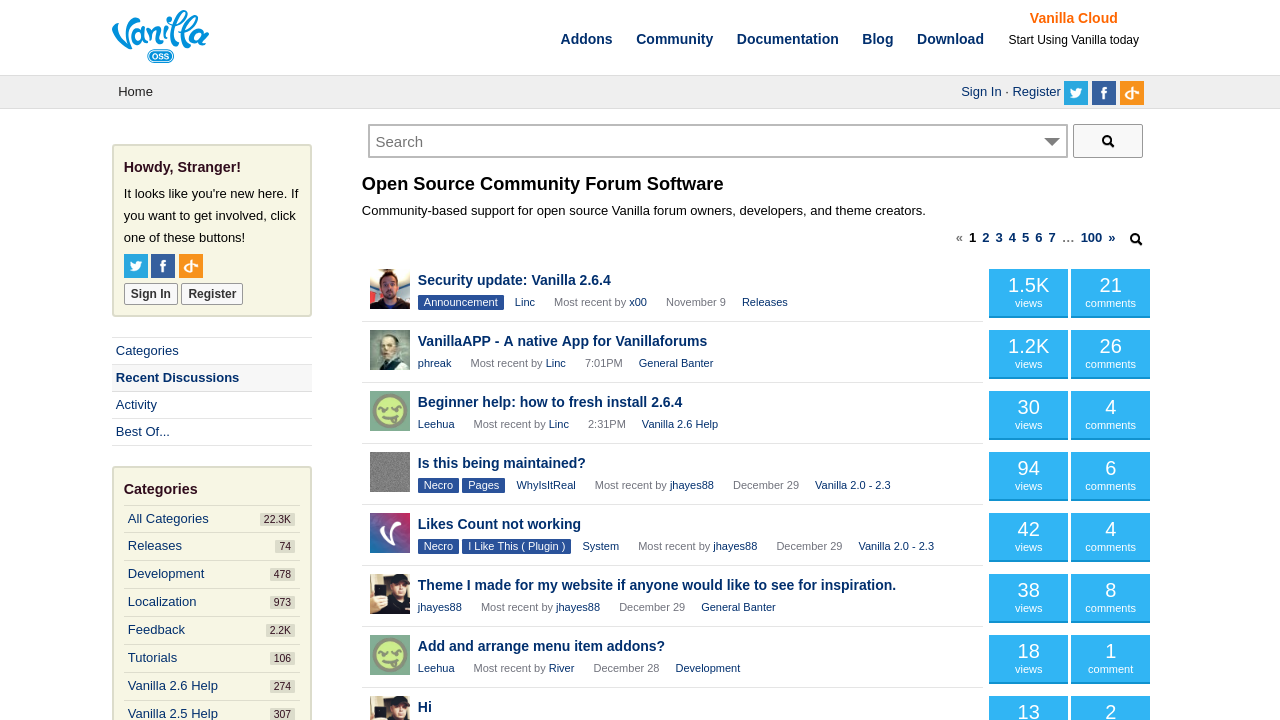 Vanilla
OSS
Addons Community Documentation Blog Download
Vanilla Cloud
Start Using Vanilla today
Home
Sign In · Register
Search
Howdy, Stranger!
It looks like you're new here. If
you want to get involved, click
one of these buttons!
Sign In Register
Categories
Recent Discussions
Activity
Best Of...
Categories
All Categories 22.3K
Releases 74
Development 478
Localization 973
Feedback 2.2K
Tutorials 106
Vanilla 2.6 Help 274
Vanilla 2.5 Help 307
Open Source Community Forum Software
Community-based support for open source Vanilla forum owners, developers, and theme creators.
« 1 2 3 4 5 6 7 … 100 »
Security update: Vanilla 2.6.4
Announcement Linc Most recent by x00 November 9 Releases
1.5K views 21 comments
VanillaAPP - A native App for Vanillaforums
phreak Most recent by Linc 7:01PM General Banter
1.2K views 26 comments
Beginner help: how to fresh install 2.6.4
Leehua Most recent by Linc 2:31PM Vanilla 2.6 Help
30 views 4 comments
Is this being maintained?
Necro Pages WhyIsItReal Most recent by jhayes88 December 29 Vanilla 2.0 - 2.3
94 views 6 comments
Likes Count not working
Necro I Like This ( Plugin ) System Most recent by jhayes88 December 29 Vanilla 2.0 - 2.3
42 views 4 comments
Theme I made for my website if anyone would like to see for inspiration.
jhayes88 Most recent by jhayes88 December 29 General Banter
38 views 8 comments
Add and arrange menu item addons?
Leehua Most recent by River December 28 Development
18 views 1 comment
Hi
13 2